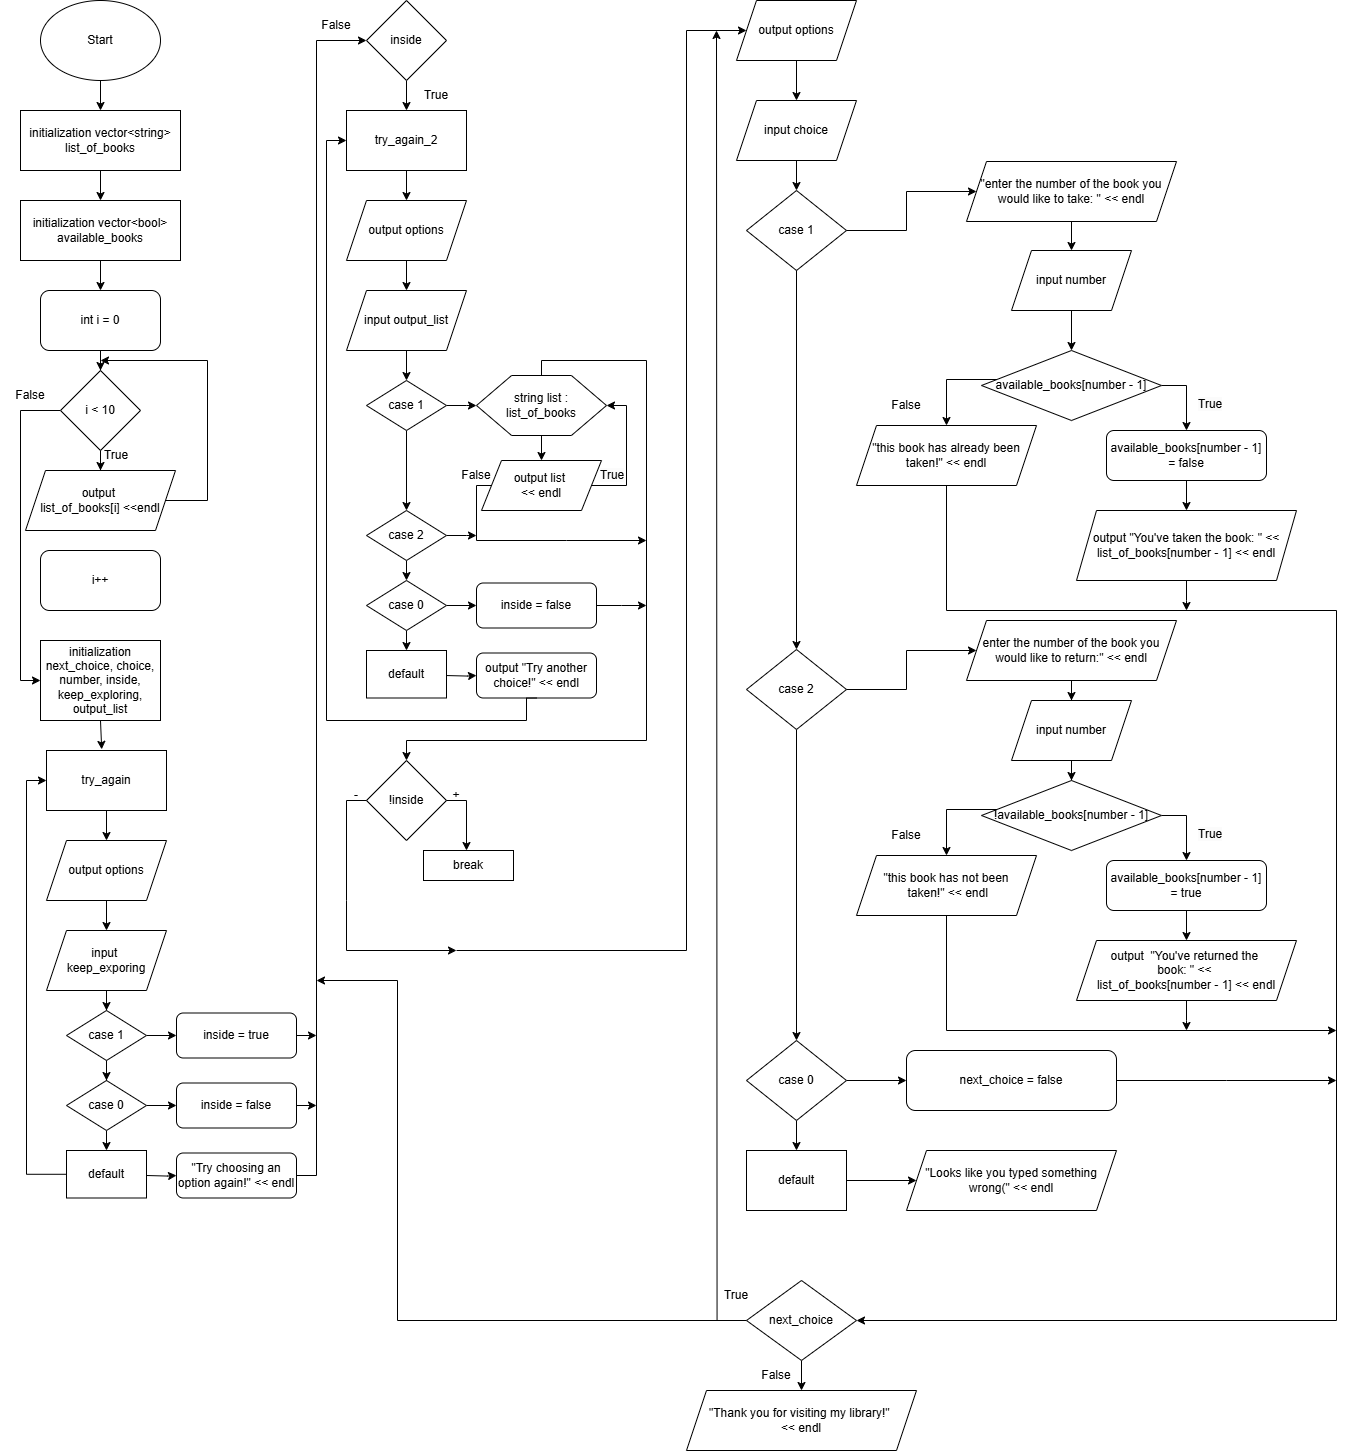 Start
initialization vector<string>
list_of_books
initialization vector<bool>
available_books
int i = 0
False
i < 10
True
output
list_of_books[i] <<endl
i++
initialization
next_choice, choice,
number, inside,
keep_exploring,
output_list
try_again
output options
input
keep_exporing
case 1
inside = true
case 0
inside = false
default
"Try choosing an
option again!" << endl
False
inside
True
try_again_2
output options
input output_list
case 1
string list :
list_of_books
False
output list
<< endl
True
case 2
case 0
inside = false
default
output "Try another
choice!" << endl
-
!inside
+
break
output options
input choice
case 1
"enter the number of the book you
would like to take: " << endl
input number
available_books[number - 1]
False
True
"this book has already been
taken!" << endl
available_books[number - 1]
= false
output "You've taken the book: " <<
list_of_books[number - 1] << endl
case 2
enter the number of the book you
would like to return:" << endl
input number
!available_books[number - 1]
False
True
"this book has not been
taken!" << endl
available_books[number - 1]
= true
output  "You've returned the
book: " <<
list_of_books[number - 1] << endl
case 0
next_choice = false
default
"Looks like you typed something
wrong(" << endl
True
next_choice
False
"Thank you for visiting my library!"
<< endl